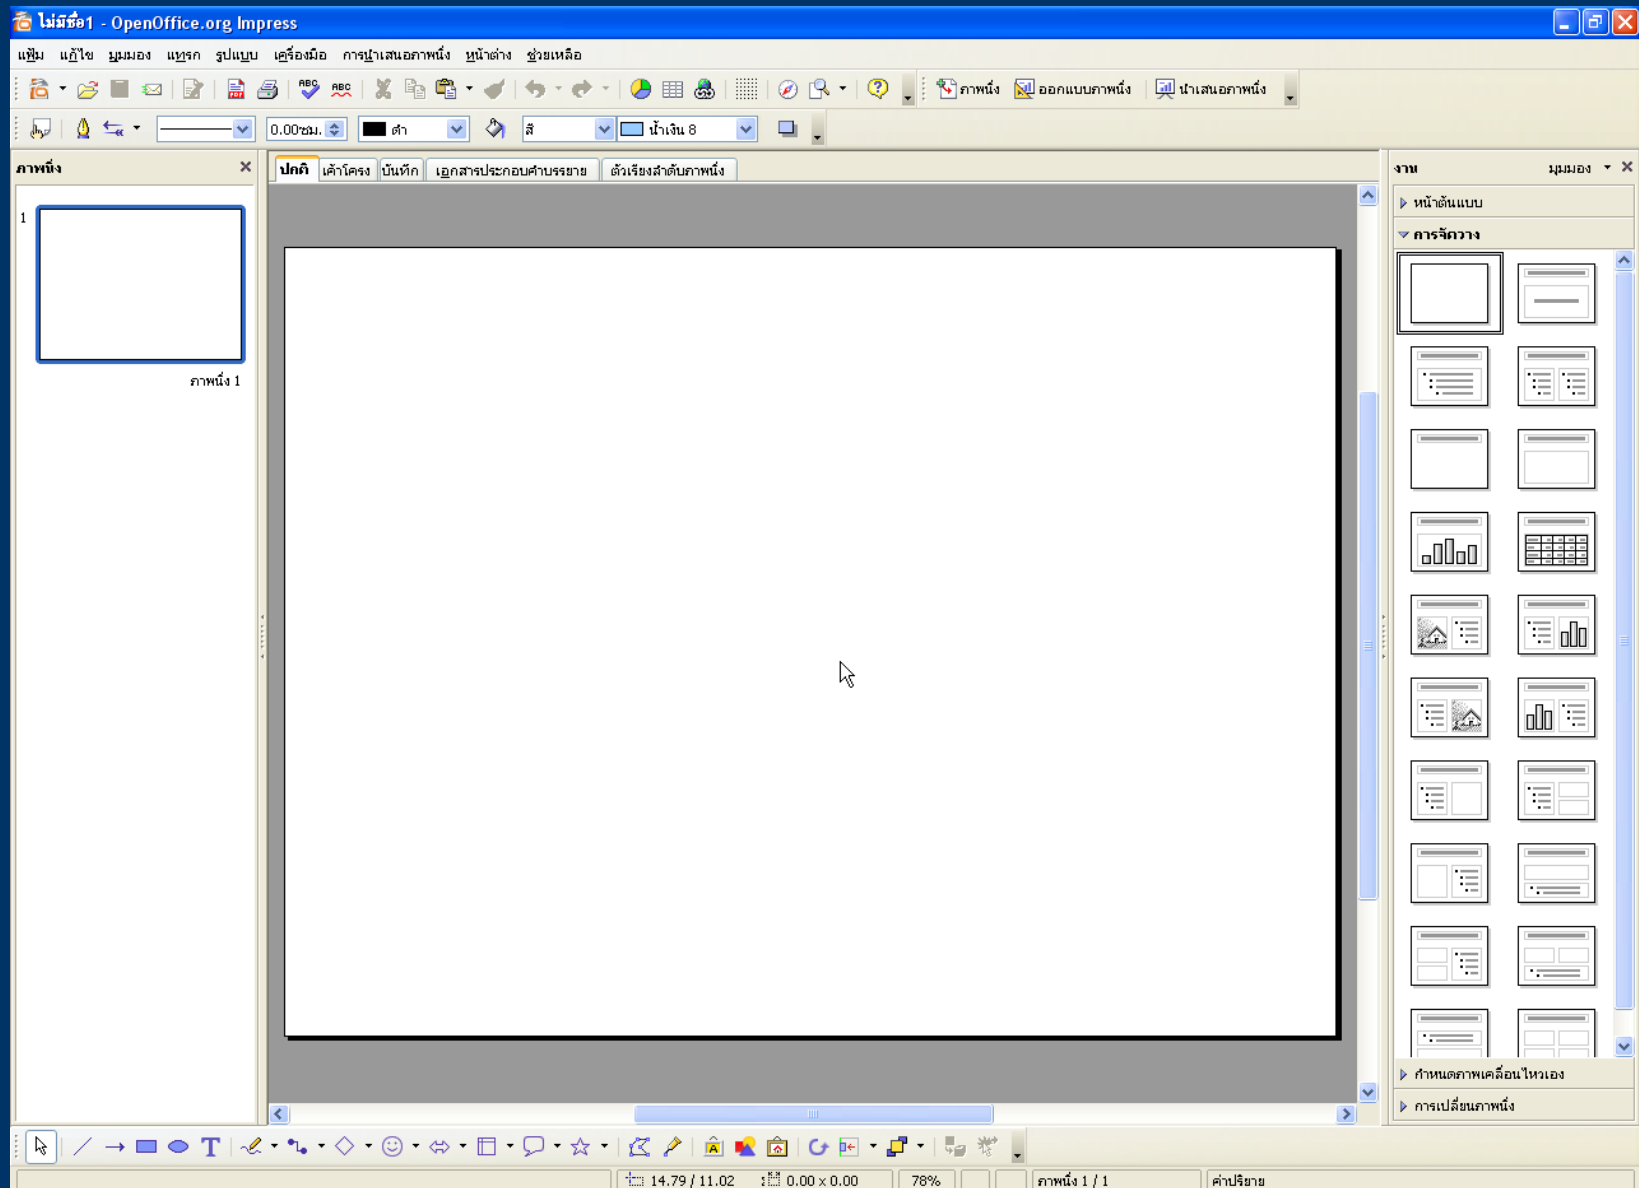 ไม่มีชื่อ1 - OpenOffice.org Impress
แฟ้ม แก้ไข มุมมอง แทรก รูปแบบ เครื่องมือ การนำเสนอภาพนิ่ง หน้าต่าง ช่วยเหลือ
ภาพนิ่ง ออกแบบภาพนิ่ง นำเสนอภาพนิ่ง
0.00ซม. ดำ สี น้ำเงิน 8
ภาพนิ่ง
ปกติ เค้าโครง บันทึก เอกสารประกอบคำบรรยาย ตัวเรียงลำดับภาพนิ่ง
งาน มุมมอง
หน้าต้นแบบ
การจัดวาง
1
ภาพนิ่ง 1
กำหนดภาพเคลื่อนไหวเอง
การเปลี่ยนภาพนิ่ง
14.79 / 11.02 0.00 x 0.00 78% ภาพนิ่ง 1 / 1 ค่าปริยาย